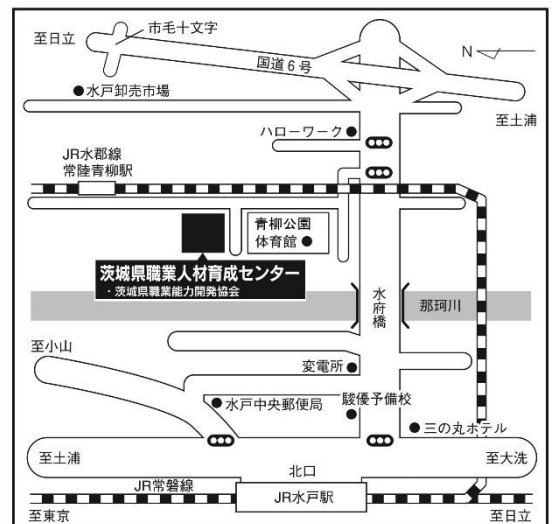 市毛十文字
至日立
国道6号
N
水戸卸売市場
至土浦
ハローワーク
JR水郡線
常陸青柳駅
青柳公園
体育館
茨城県職業人材育成センター
・茨城県職業能力開発協会
水府橋
那珂川
至小山
変電所
水戸中央郵便局
駿優予備校
三の丸ホテル
至土浦
北口
至大洗
JR常磐線
JR水戸駅
至東京
至日立